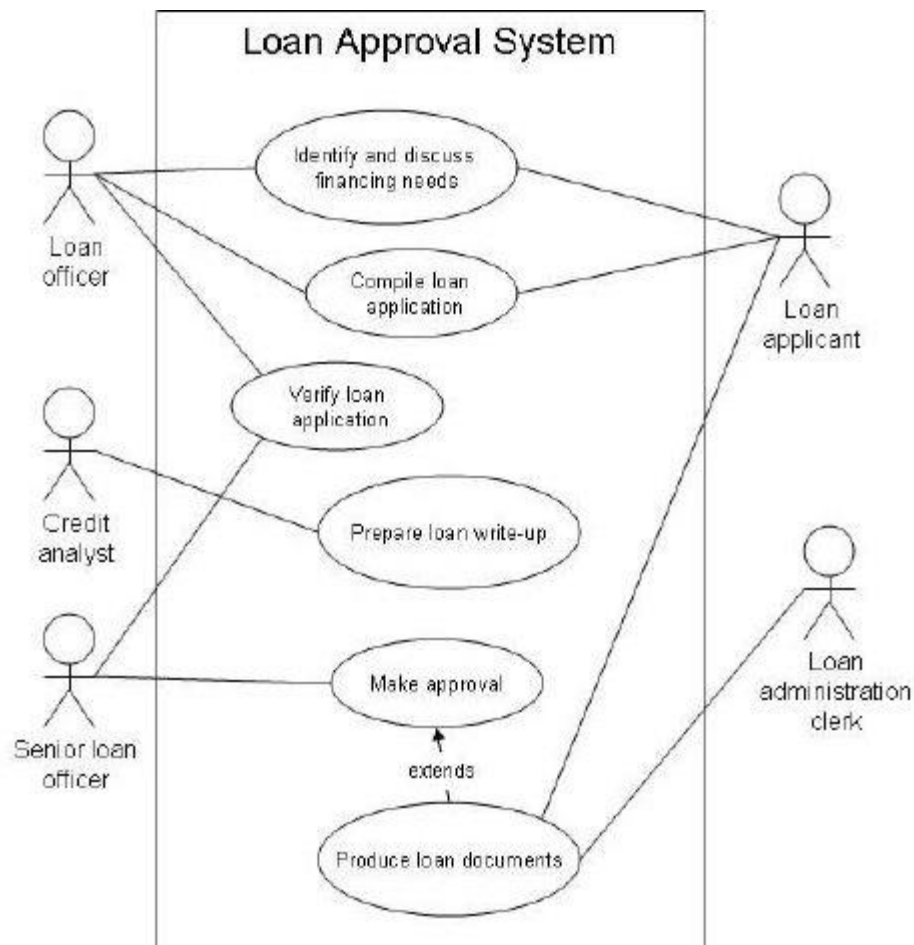 Loan Approval System
Identify and discuss
financing needs
Loan
officer
Compile loan
application
Loan
applicant
Verify loan
application
Credit
analyst
Prepare loan write-up
Make approval
Loan
administration
clerk
Senior loan
officer
extends
Produce loan documents